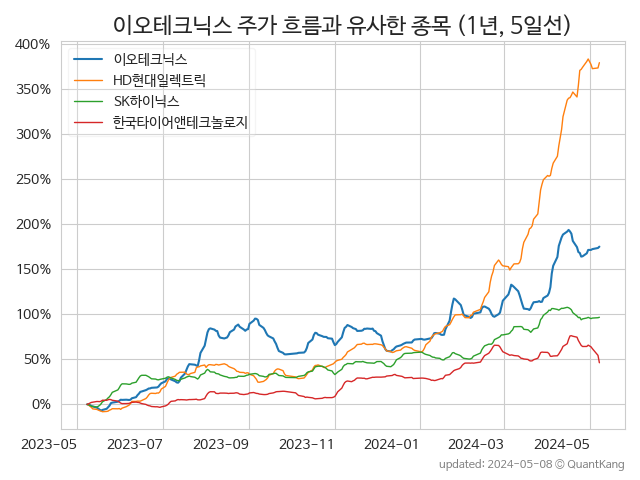 이오테크닉스 주가 흐름과 유사한 종목 (1년, 5일선)
400%
350%
300%
250%
200%
150%
100%
50%
0%
이오테크닉스
HD현대일렉트릭
SK하이닉스
한국타이어앤테크놀로지
2023-05 2023-07 2023-09 2023-11 2024-01 2024-03 2024-05
updated: 2024-05-08 © QuantKang